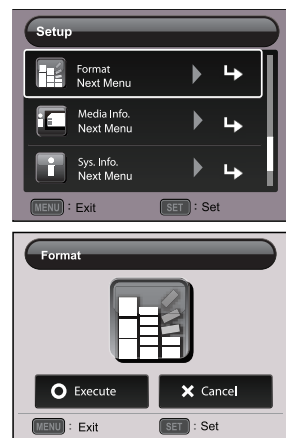 Setup
Format
Next Menu
Media Info.
Next Menu
Sys. Info.
Next Menu
MENU : Exit SET : Set
Format
Execute Cancel
MENU : Exit SET : Set